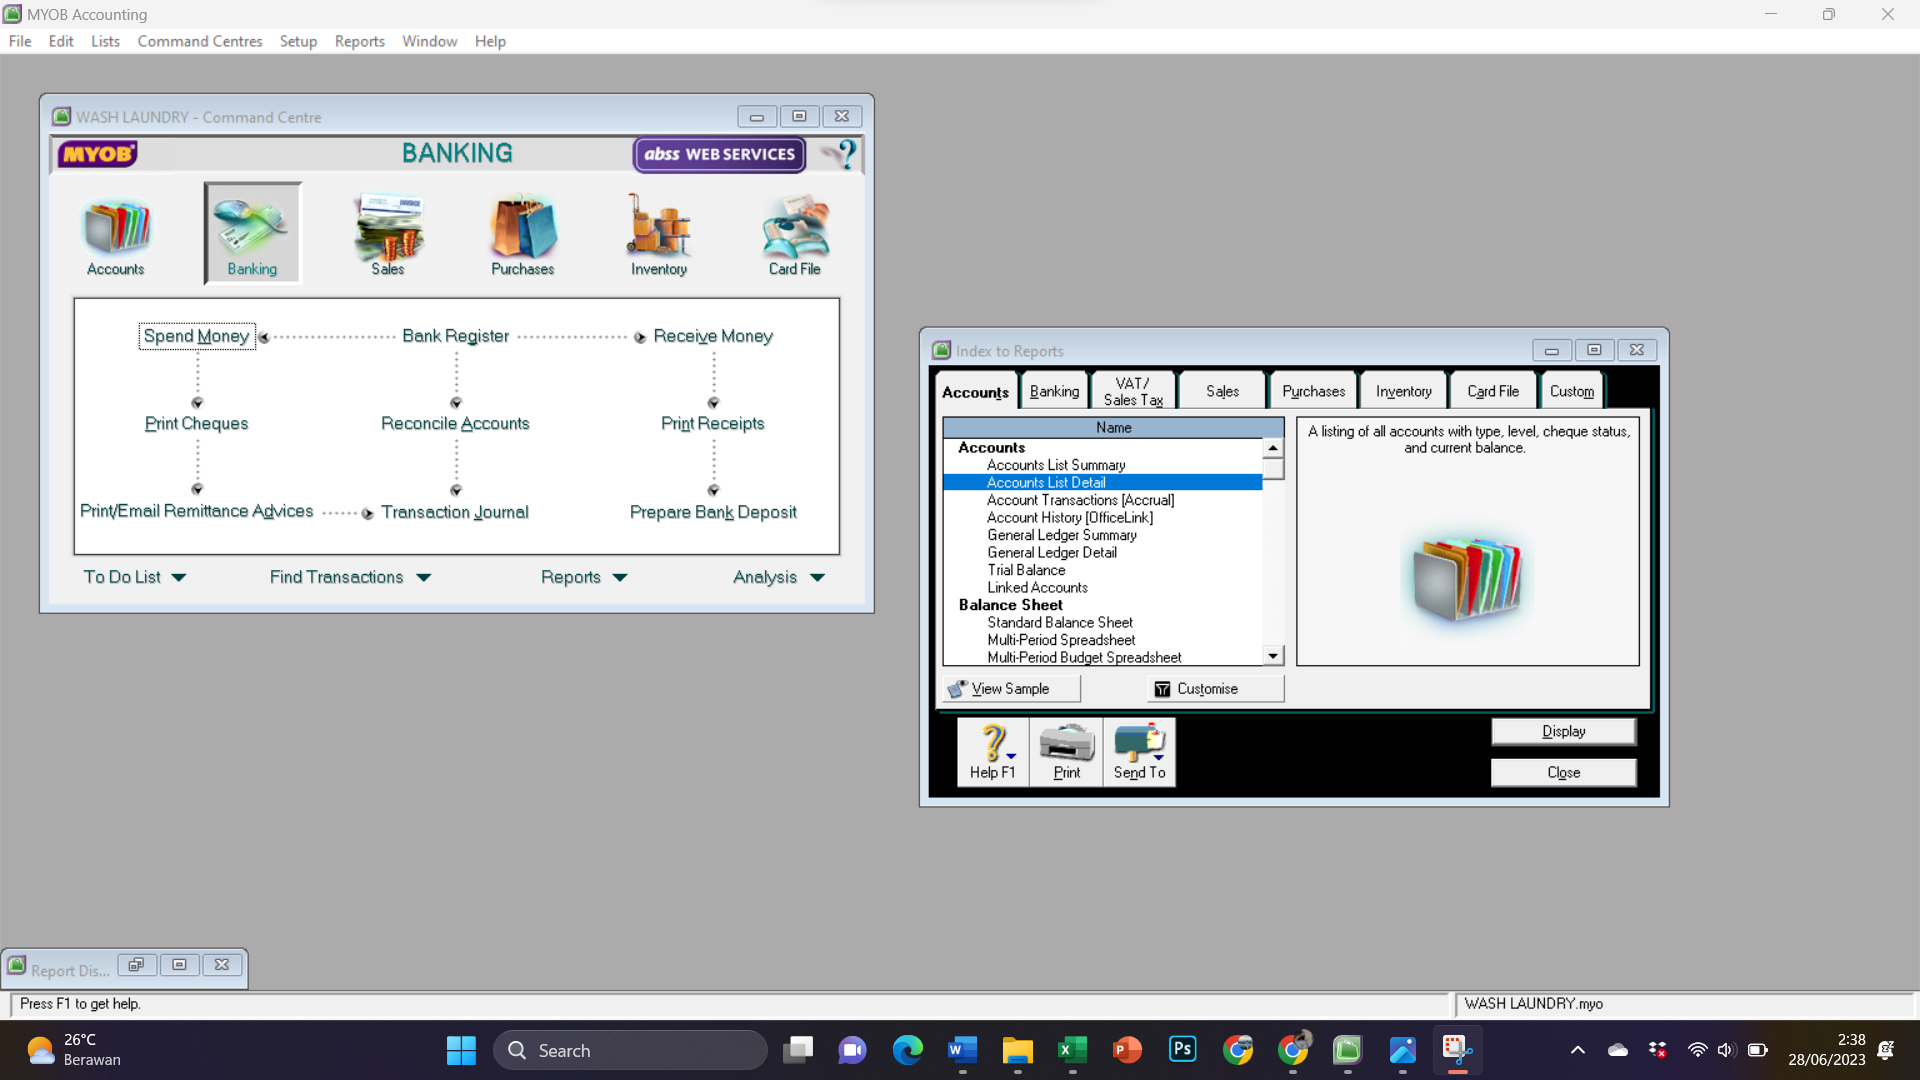 MYOB Accounting
File Edit Lists Command Centres Setup Reports Window Help
WASH LAUNDRY - Command Centre
MYOB BANKING abss WEB SERVICES ?
Accounts Banking Sales Purchases Inventory Card File
Spend Money Bank Register Receive Money
Print Cheques Reconcile Accounts Print Receipts
Print/Email Remittance Advices Transaction Journal Prepare Bank Deposit
To Do List Find Transactions Reports Analysis
Index to Reports
Accounts Banking VAT/ Sales Tax Sales Purchases Inventory Card File Custom
Name
Accounts
Accounts List Summary
Accounts List Detail
Account Transactions [Accrual]
Account History [OfficeLink]
General Ledger Summary
General Ledger Detail
Trial Balance
Linked Accounts
Balance Sheet
Standard Balance Sheet
Multi-Period Spreadsheet
Multi-Period Budget Spreadsheet
A listing of all accounts with type, level, cheque status,
and current balance.
View Sample Customise
Help F1 Print Send To
Display
Close
Report Dis...
Press F1 to get help. WASH LAUNDRY.myo
26°C
Berawan
Search
2:38
28/06/2023